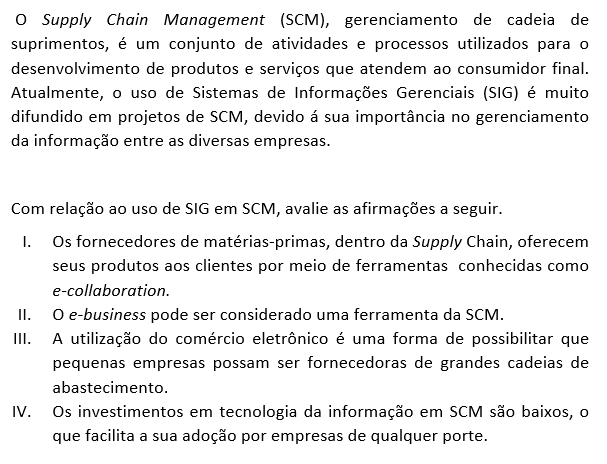 O Supply Chain Management (SCM), gerenciamento de cadeia de
suprimentos, é um conjunto de atividades e processos utilizados para o
desenvolvimento de produtos e serviços que atendem ao consumidor final.
Atualmente, o uso de Sistemas de Informações Gerenciais (SIG) é muito
difundido em projetos de SCM, devido á sua importância no gerenciamento
da informação entre as diversas empresas.
Com relação ao uso de SIG em SCM, avalie as afirmações a seguir.
I. Os fornecedores de matérias-primas, dentro da Supply Chain, oferecem
seus produtos aos clientes por meio de ferramentas conhecidas como
e-collaboration.
II. O e-business pode ser considerado uma ferramenta da SCM.
III. A utilização do comércio eletrônico é uma forma de possibilitar que
pequenas empresas possam ser fornecedoras de grandes cadeias de
abastecimento.
IV. Os investimentos em tecnologia da informação em SCM são baixos, o
que facilita a sua adoção por empresas de qualquer porte.